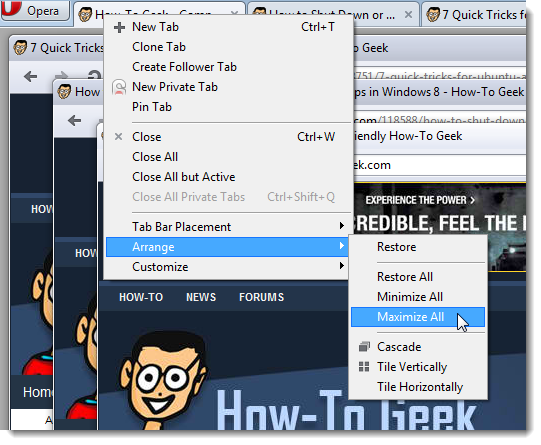 Opera
How-To Geek - Comp
How to Shut Down or ...
7 Quick Tricks fo
7 Quick Tricks
Geek
8751/7-quick-tricks-for-ubuntu-a
How
ps in Windows 8 - How-To Geek
com/118588/how-to-shut-down
iendly How-To Geek
ek.com
New Tab Ctrl+T
Clone Tab
Create Follower Tab
New Private Tab
Pin Tab
Close Ctrl+W
Close All
Close All but Active
Close All Private Tabs Ctrl+Shift+Q
Tab Bar Placement
Arrange
Customize
Restore
Restore All
Minimize All
Maximize All
Cascade
Tile Vertically
Tile Horizontally
EXPERIENCE THE POWER >
CREDIBLE, FEEL THE
HOW
HOW-
HOW-TO NEWS FORUMS
How-To Geek
Home
A